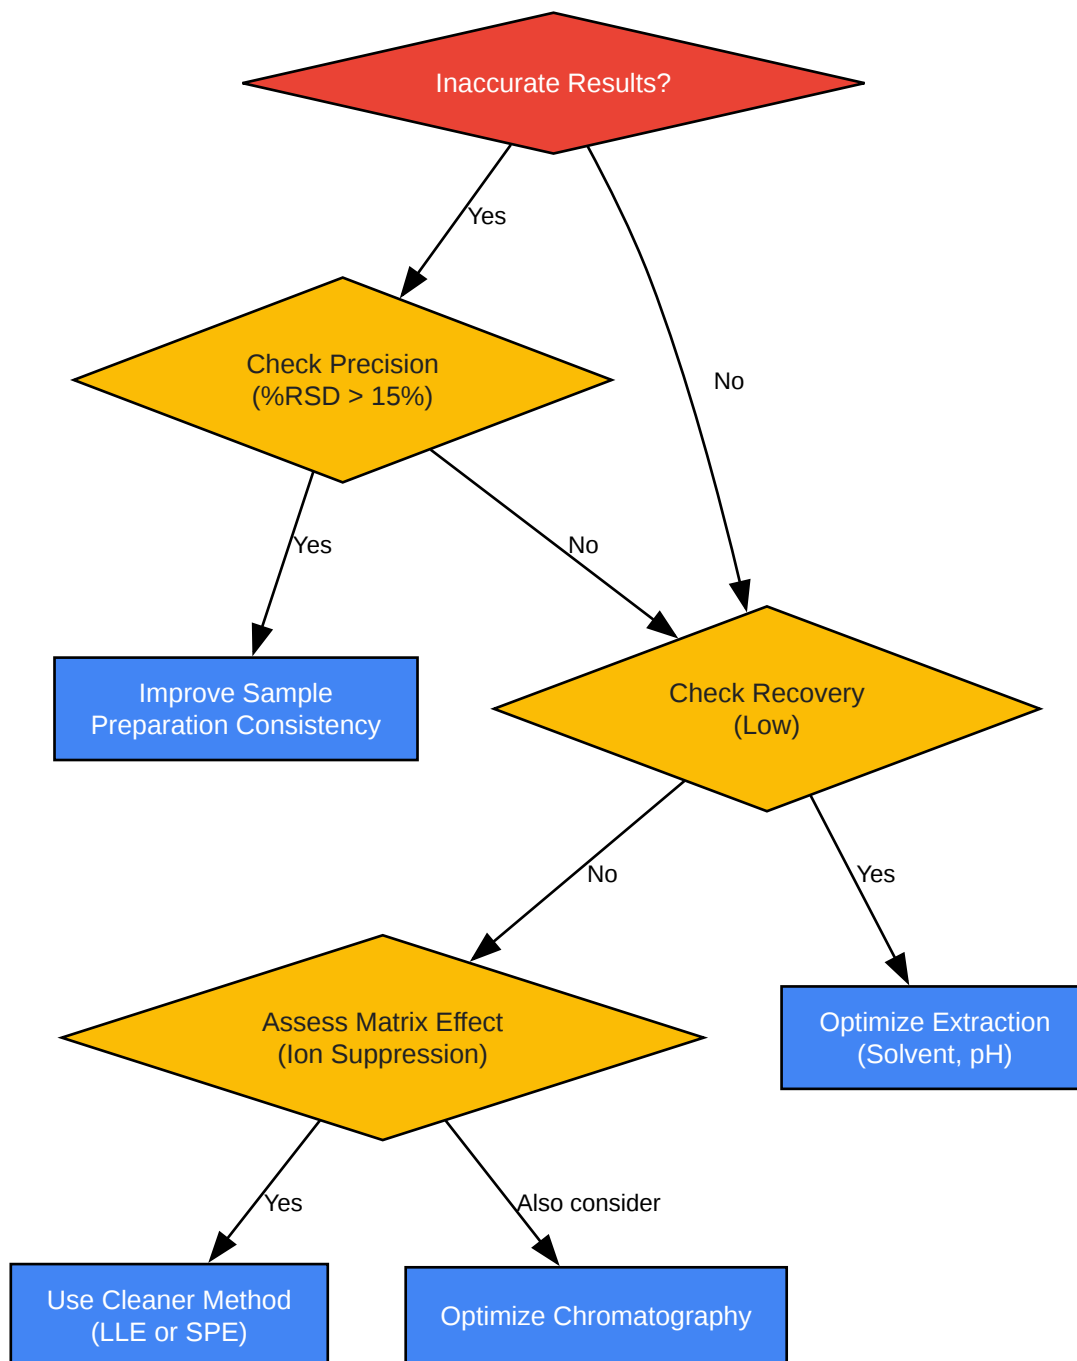 Inaccurate Results?
Yes
No
Check Precision
(%RSD > 15%)
Yes
No
Improve Sample
Preparation Consistency
Check Recovery
(Low)
No
Yes
Assess Matrix Effect
(Ion Suppression)
Optimize Extraction
(Solvent, pH)
Yes
Also consider
Use Cleaner Method
(LLE or SPE)
Optimize Chromatography